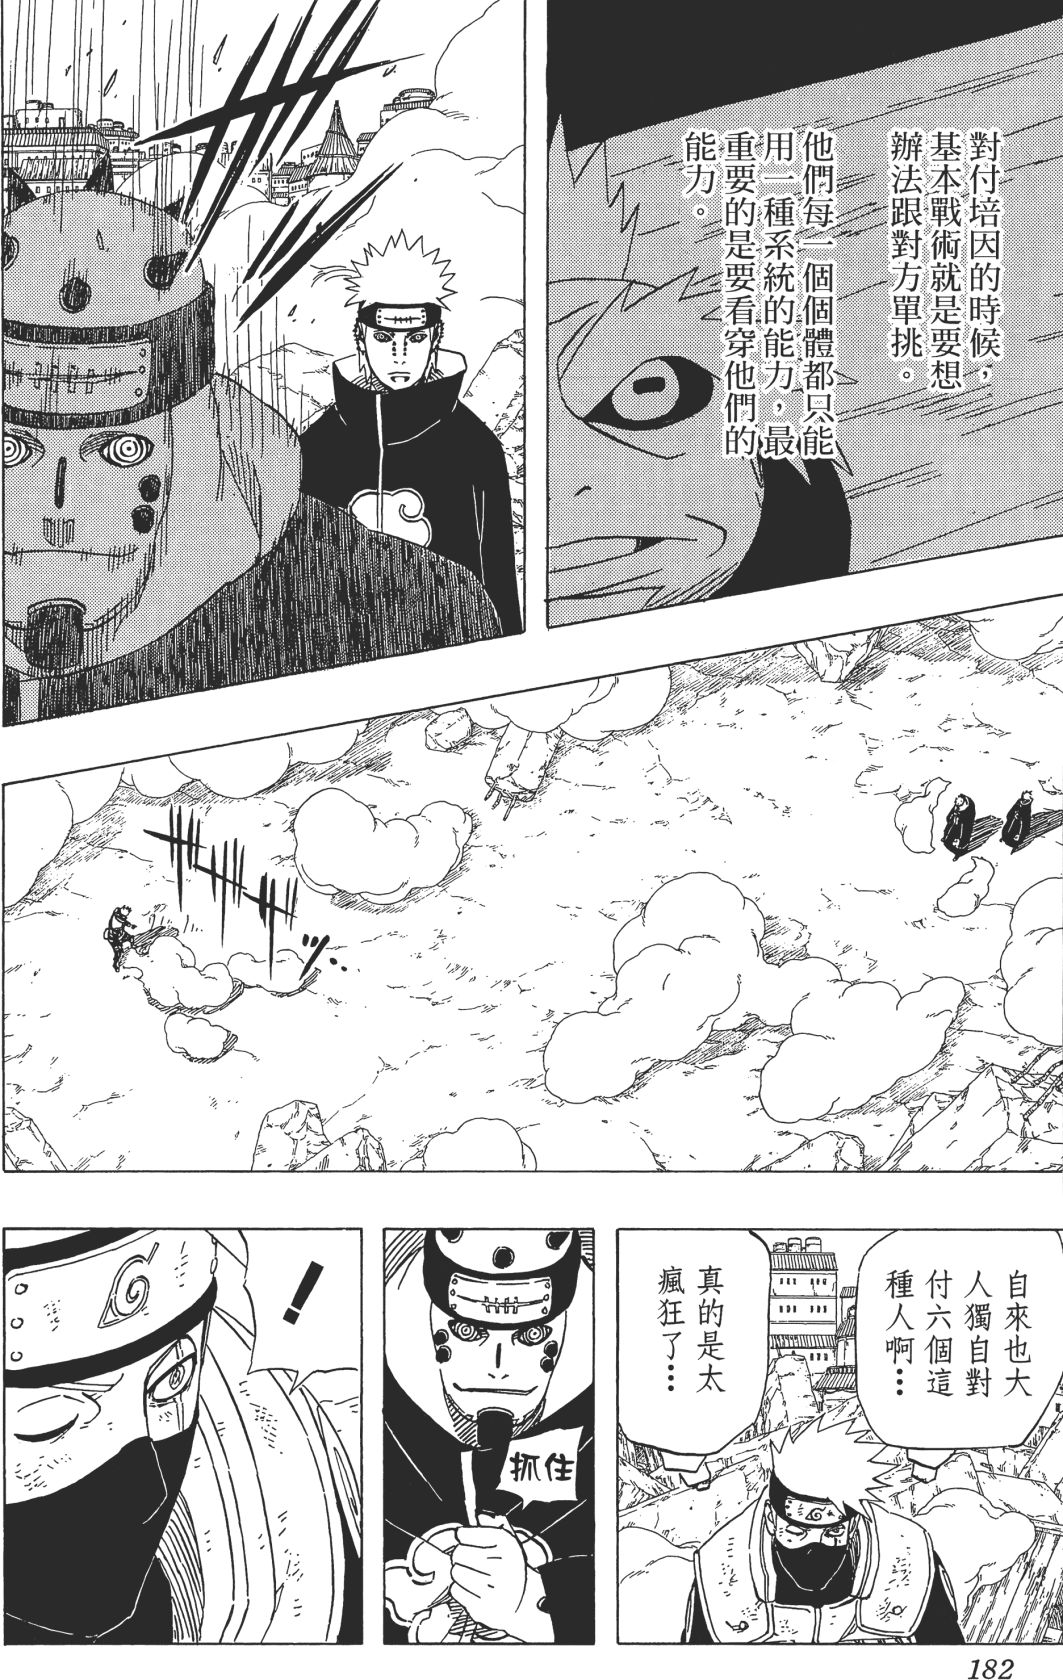 對付培因的時候，
基本戰術就是要想
辦法跟對方單挑。
他們每一個個體都只能
用一種系統的能力，最
重要的是要看穿他們的
能力。
ツ…
自來也大
人獨自對
付六個這
種人啊…
真的是太
瘋狂了…
抓住
！
182